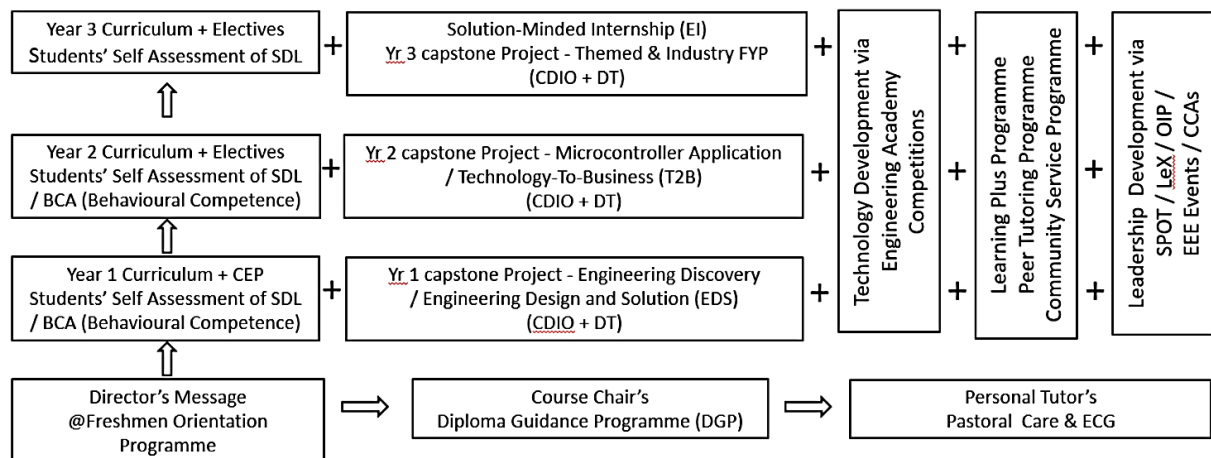 Year 3 Curriculum + Electives
Students’ Self Assessment of SDL
+
Solution-Minded Internship (EI)
Yr 3 capstone Project - Themed & Industry FYP
(CDIO + DT)
+
+
+
Year 2 Curriculum + Electives
Students’ Self Assessment of SDL
/ BCA (Behavioural Competence)
+
Yr 2 capstone Project - Microcontroller Application
/ Technology-To-Business (T2B)
(CDIO + DT)
+
+
+
Year 1 Curriculum + CEP
Students’ Self Assessment of SDL
/ BCA (Behavioural Competence)
+
Yr 1 capstone Project - Engineering Discovery
/ Engineering Design and Solution (EDS)
(CDIO + DT)
+
+
+
Technology Development via
Engineering Academy
Competitions
Learning Plus Programme
Peer Tutoring Programme
Community Service Programme
Leadership Development via
SPOT / LeX / OIP /
EEE Events / CCAs
Director’s Message
@Freshmen Orientation
Programme
Course Chair’s
Diploma Guidance Programme (DGP)
Personal Tutor’s
Pastoral Care & ECG